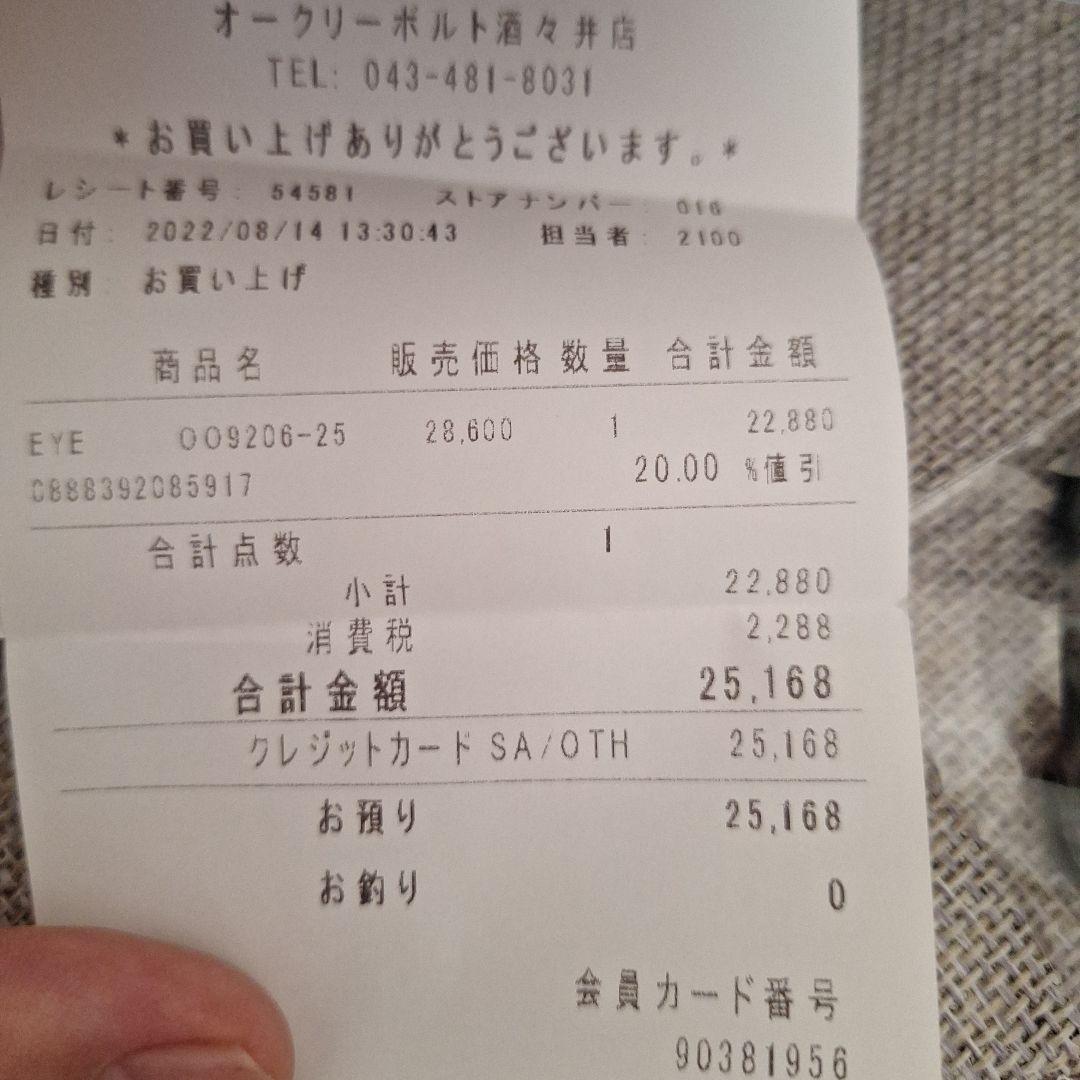 オークリーボルト酒々井店
TEL: 043-481-8031
*お買い上げありがとうございます。*
レシート番号: 54581 ストアナンバー: 016
日付: 2022/08/14 13:30:43 担当者: 2100
種別: お買い上げ
商品名 販売価格 数量 合計金額
EYE OO9206-25 28,600 1 22,880
0888392085917 20.00 %値引
合計点数 1
小計 22,880
消費税 2,288
合計金額 25,168
クレジットカード SA/OTH 25,168
お預り 25,168
お釣り 0
会員カード番号
90381956